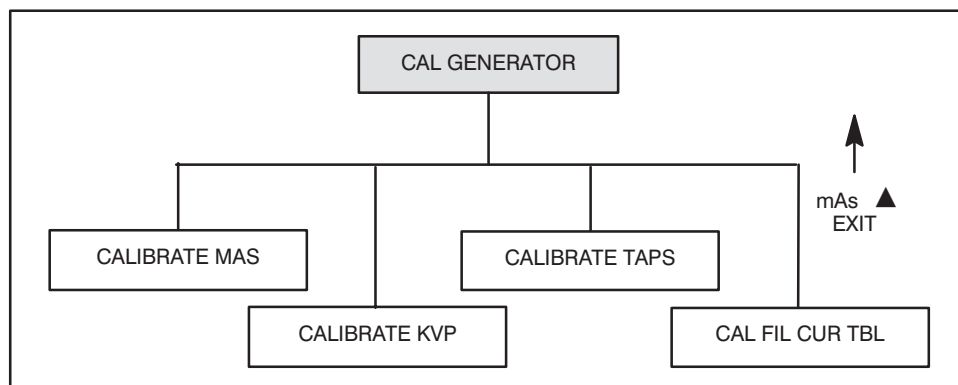 CAL GENERATOR
mAs ▲
EXIT
CALIBRATE MAS
CALIBRATE TAPS
CALIBRATE KVP
CAL FIL CUR TBL